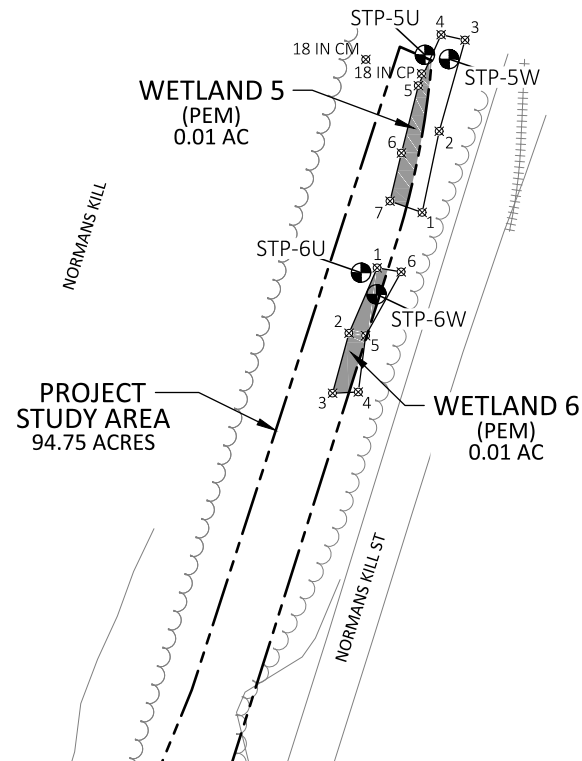 STP-5U
4
3
18 IN CM
18 IN CP
STP-5W
5
WETLAND 5
(PEM)
0.01 AC
2
6
7
1
NORMANS KILL
STP-6U
1
6
STP-6W
2
5
PROJECT
STUDY AREA
94.75 ACRES
3
4
WETLAND 6
(PEM)
0.01 AC
NORMANS KILL ST